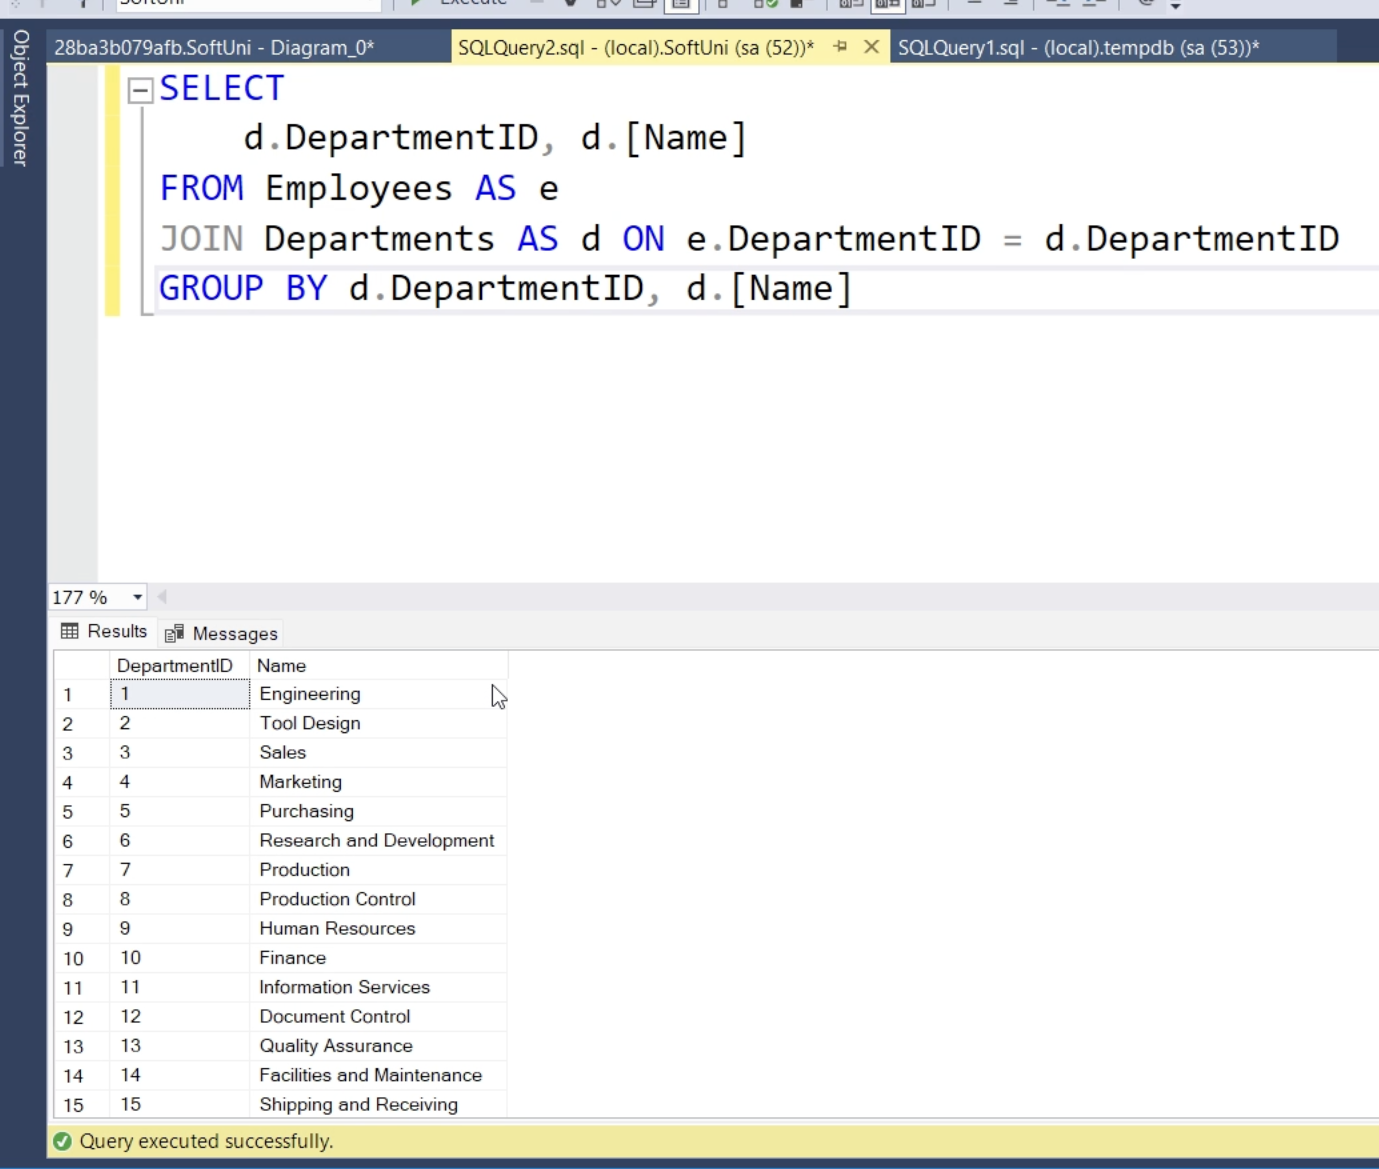 SoftUni
Execute
Object Explorer
28ba3b079afb.SoftUni - Diagram_0*
SQLQuery2.sql - (local).SoftUni (sa (52))*
SQLQuery1.sql - (local).tempdb (sa (53))*
SELECT
d.DepartmentID, d.[Name]
FROM Employees AS e
JOIN Departments AS d ON e.DepartmentID = d.DepartmentID
GROUP BY d.DepartmentID, d.[Name]
177 %
Results Messages
DepartmentID Name
1 1 Engineering
2 2 Tool Design
3 3 Sales
4 4 Marketing
5 5 Purchasing
6 6 Research and Development
7 7 Production
8 8 Production Control
9 9 Human Resources
10 10 Finance
11 11 Information Services
12 12 Document Control
13 13 Quality Assurance
14 14 Facilities and Maintenance
15 15 Shipping and Receiving
Query executed successfully.